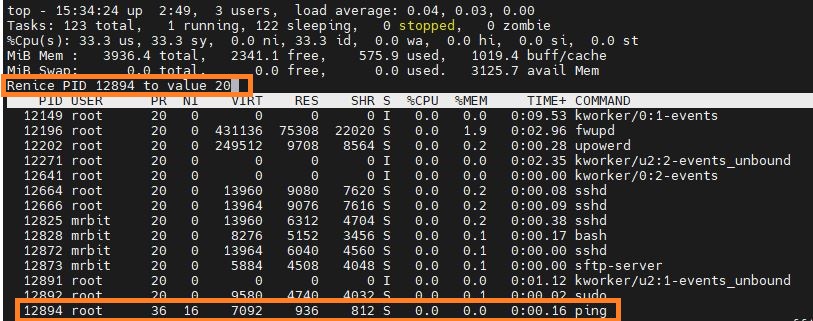 top - 15:34:24 up  2:49,  3 users,  load average: 0.04, 0.03, 0.00
Tasks: 123 total,   1 running, 122 sleeping,   0 stopped,   0 zombie
%Cpu(s): 33.3 us, 33.3 sy,  0.0 ni, 33.3 id,  0.0 wa,  0.0 hi,  0.0 si,  0.0 st
MiB Mem :   3936.4 total,   2341.1 free,    575.9 used,   1019.4 buff/cache
MiB Swap:      0.0 total,      0.0 free,      0.0 used.   3125.7 avail Mem
Renice PID 12894 to value 20
PID USER      PR  NI    VIRT    RES    SHR S  %CPU  %MEM     TIME+ COMMAND
12149 root      20   0       0      0      0 I   0.0   0.0   0:09.53 kworker/0:1-events
12196 root      20   0  431136  75308  22020 S   0.0   1.9   0:02.96 fwupd
12202 root      20   0  249512   9708   8564 S   0.0   0.2   0:00.28 upowerd
12271 root      20   0       0      0      0 I   0.0   0.0   0:02.35 kworker/u2:2-events_unbound
12641 root      20   0       0      0      0 I   0.0   0.0   0:00.00 kworker/0:2-events
12664 root      20   0   13960   9080   7620 S   0.0   0.2   0:00.08 sshd
12666 root      20   0   13964   9076   7616 S   0.0   0.2   0:00.09 sshd
12825 mrbit     20   0   13960   6312   4704 S   0.0   0.2   0:00.38 sshd
12828 mrbit     20   0    8276   5152   3456 S   0.0   0.1   0:00.17 bash
12872 mrbit     20   0   13964   6040   4560 S   0.0   0.1   0:00.00 sshd
12873 mrbit     20   0    5884   4508   4048 S   0.0   0.1   0:00.00 sftp-server
12891 root      20   0       0      0      0 I   0.0   0.0   0:01.12 kworker/u2:1-events_unbound
12892 root      20   0    9580   4740   4032 S   0.0   0.1   0:00.02 sudo
12894 root      36  16    7092    936    812 S   0.0   0.0   0:00.16 ping